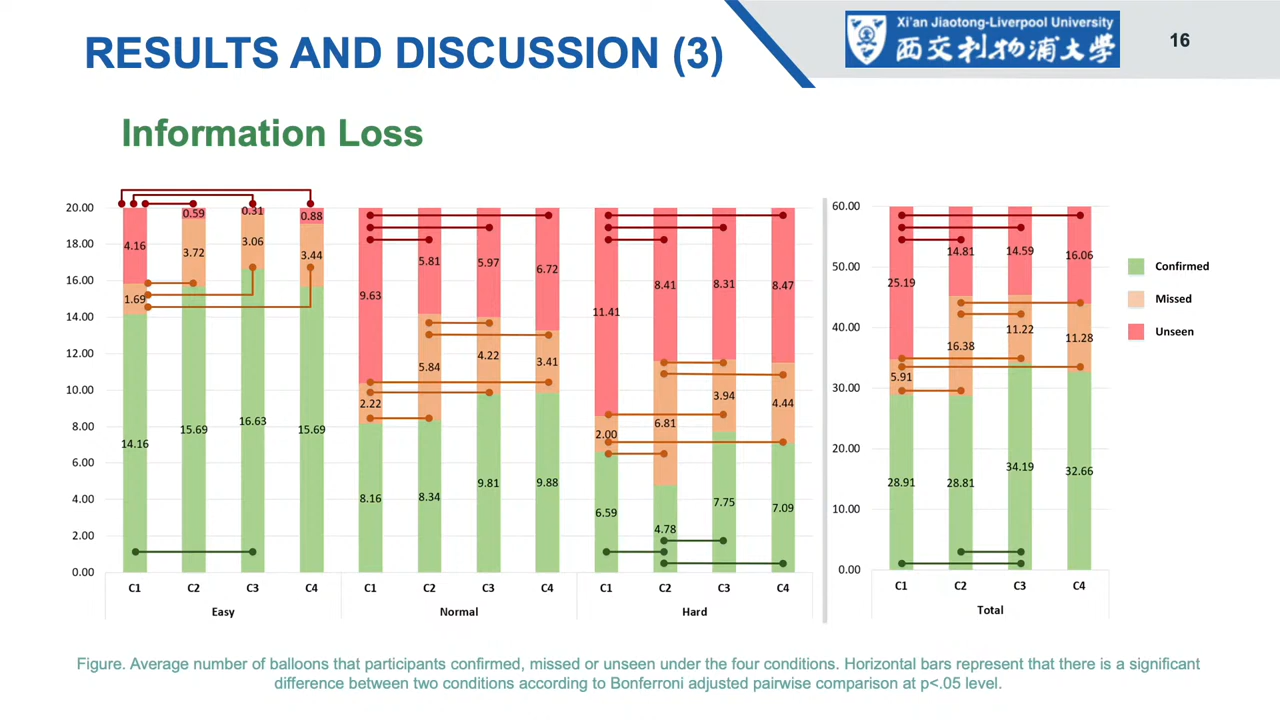 RESULTS AND DISCUSSION (3)
Xi'an Jiaotong-Liverpool University
西交利物浦大學
16
Information Loss
20.00
18.00
16.00
14.00
12.00
10.00
8.00
6.00
4.00
2.00
0.00
4.16
0.59
0.31
0.88
1.69
3.72
3.06
3.44
14.16
15.69
16.63
15.69
C1
C2
C3
C4
Easy
9.63
5.81
5.97
6.72
2.22
5.84
4.22
3.41
8.16
8.34
9.81
9.88
C1
C2
C3
C4
Normal
11.41
8.41
8.31
8.47
2.00
6.81
3.94
4.44
6.59
4.78
7.75
7.09
C1
C2
C3
C4
Hard
60.00
50.00
40.00
30.00
20.00
10.00
0.00
25.19
14.81
14.59
16.06
5.91
16.38
11.22
11.28
28.91
28.81
34.19
32.66
C1
C2
C3
C4
Total
Confirmed
Missed
Unseen
Figure. Average number of balloons that participants confirmed, missed or unseen under the four conditions. Horizontal bars represent that there is a significant
difference between two conditions according to Bonferroni adjusted pairwise comparison at p<.05 level.